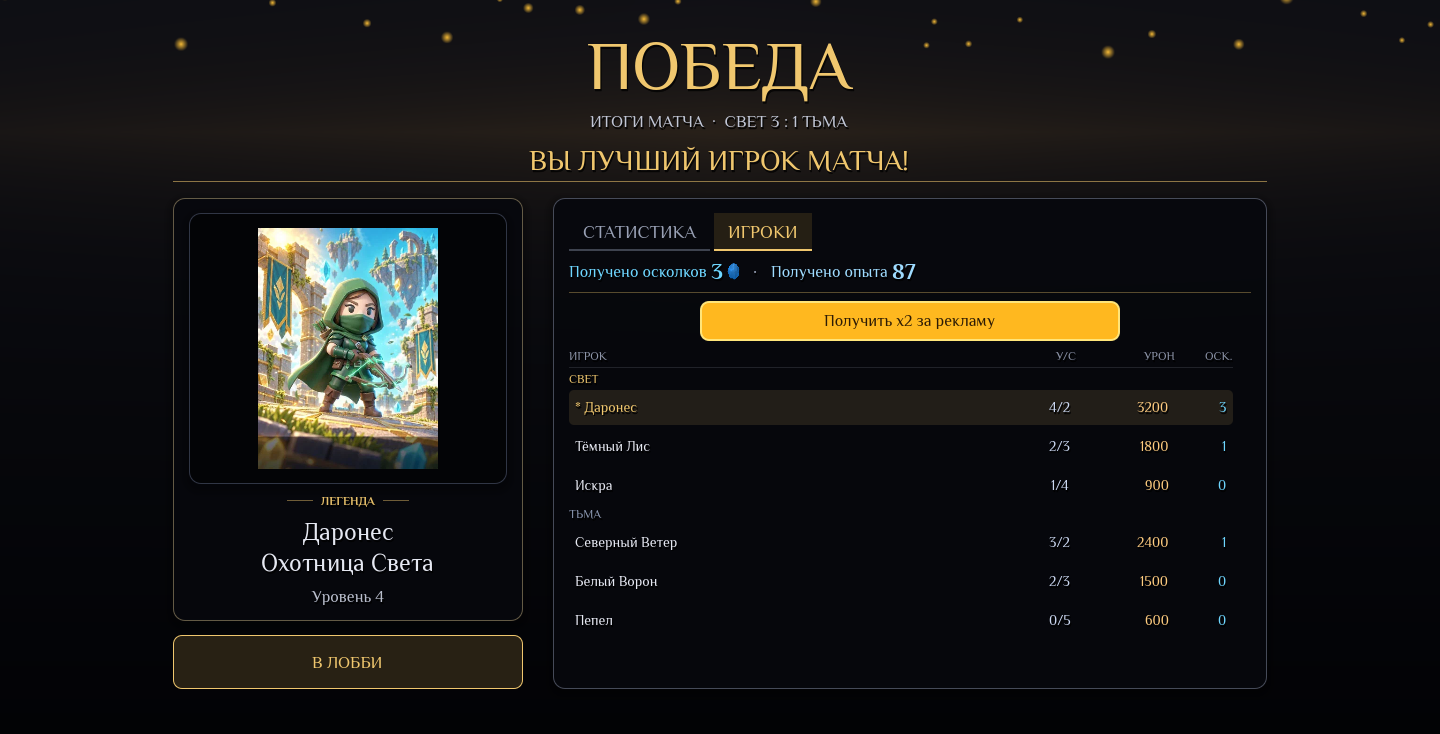 ПОБЕДА
ИТОГИ МАТЧА · СВЕТ 3 : 1 ТЬМА
ВЫ ЛУЧШИЙ ИГРОК МАТЧА!
ЛЕГЕНДА
Даронес
Охотница Света
Уровень 4
В ЛОББИ
СТАТИСТИКА ИГРОКИ
Получено осколков 3 · Получено опыта 87
Получить x2 за рекламу
ИГРОК У/С УРОН ОСК.
СВЕТ
* Даронес 4/2 3200 3
Тёмный Лис 2/3 1800 1
Искра 1/4 900 0
ТЬМА
Северный Ветер 3/2 2400 1
Белый Ворон 2/3 1500 0
Пепел 0/5 600 0